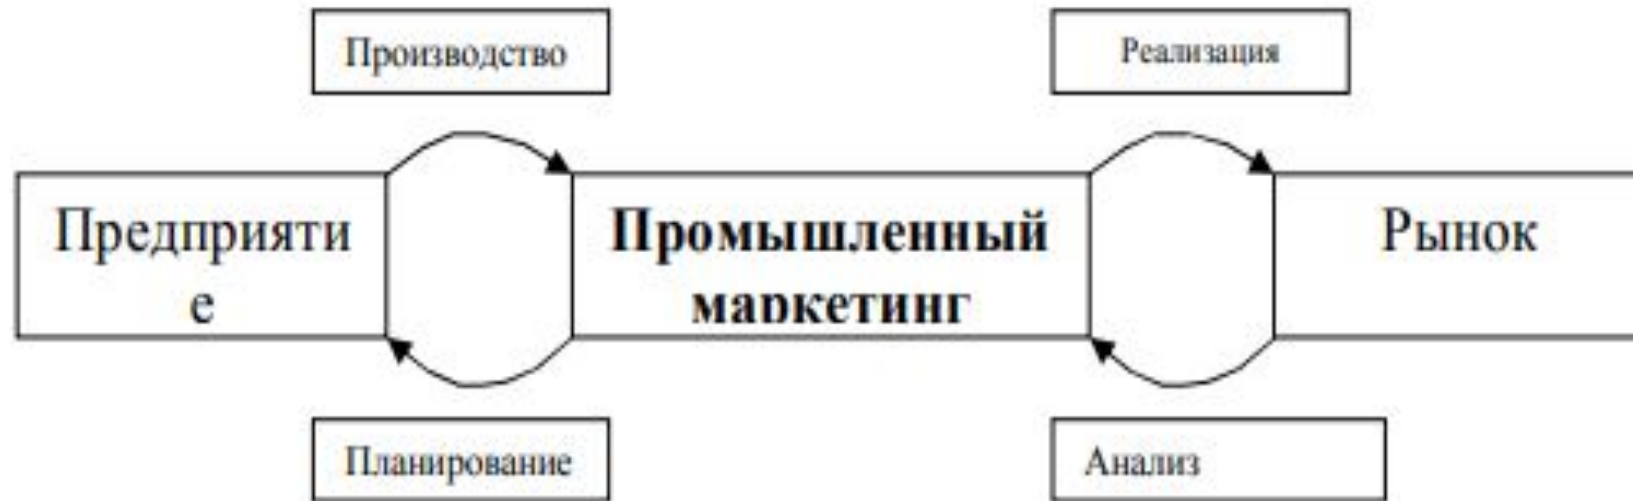 Производство
Реализация
Предприяти
е
Промышленный
маркетинг
Рынок
Планирование
Анализ